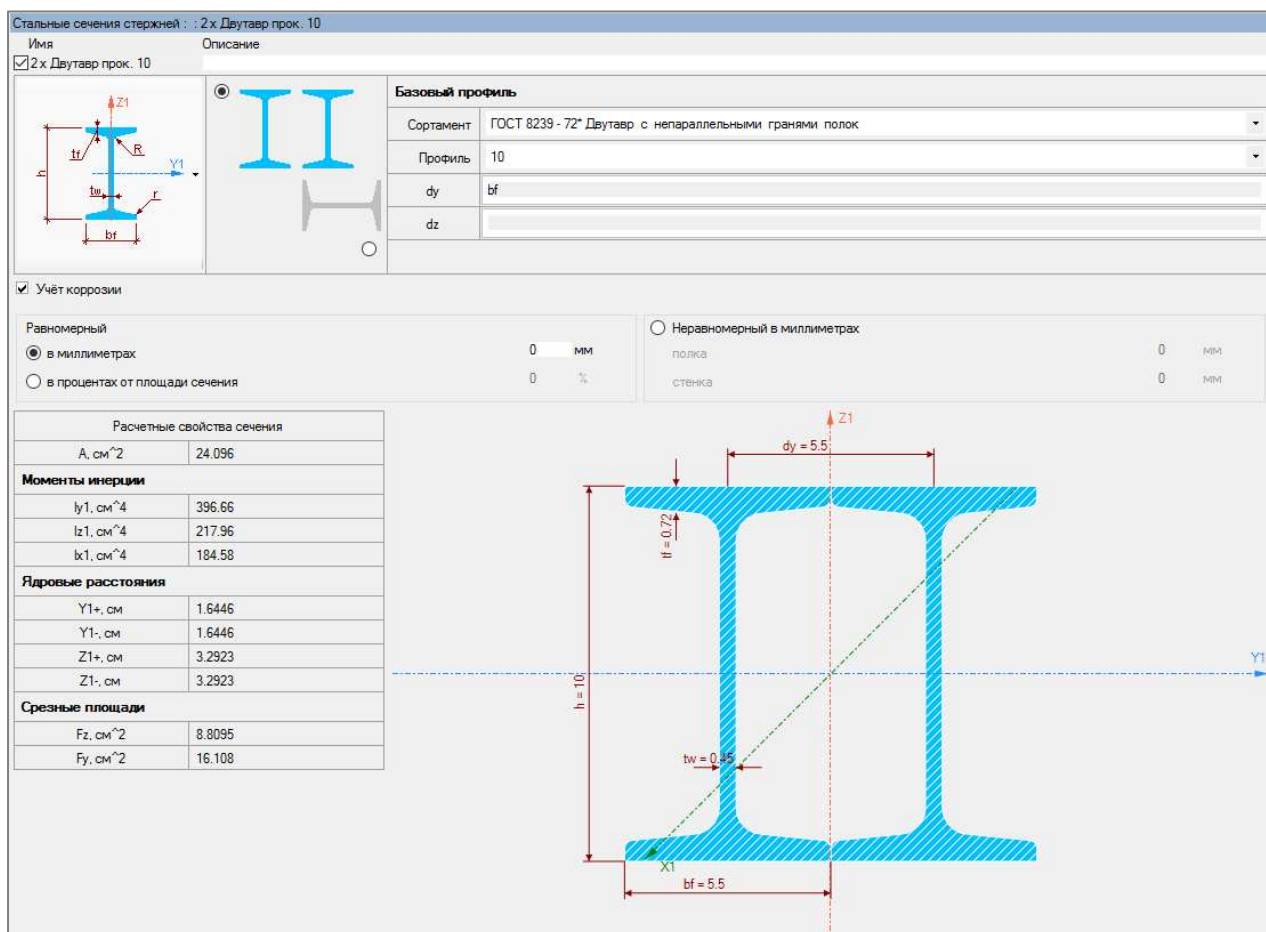 Стальные сечения стержней : : 2 x Двутавр прок. 10
Имя Описание
2 x Двутавр прок. 10
Z1
tf
R
h
Y1
tw
r
bf
Базовый профиль
Сортамент ГОСТ 8239 - 72* Двутавр с непараллельными гранями полок
Профиль 10
dy bf
dz
Учёт коррозии
Равномерный
в миллиметрах 0 мм
в процентах от площади сечения 0 %
Неравномерный в миллиметрах
полка 0 мм
стенка 0 мм
Расчетные свойства сечения
A, см^2 24.096
Моменты инерции
Iy1, см^4 396.66
Iz1, см^4 217.96
Ix1, см^4 184.58
Ядровые расстояния
Y1+, см 1.6446
Y1-, см 1.6446
Z1+, см 3.2923
Z1-, см 3.2923
Срезные площади
Fz, см^2 8.8095
Fy, см^2 16.108
Z1
dy = 5.5
tf = 0.72
Y1
h = 10
tw = 0.45
X1
bf = 5.5